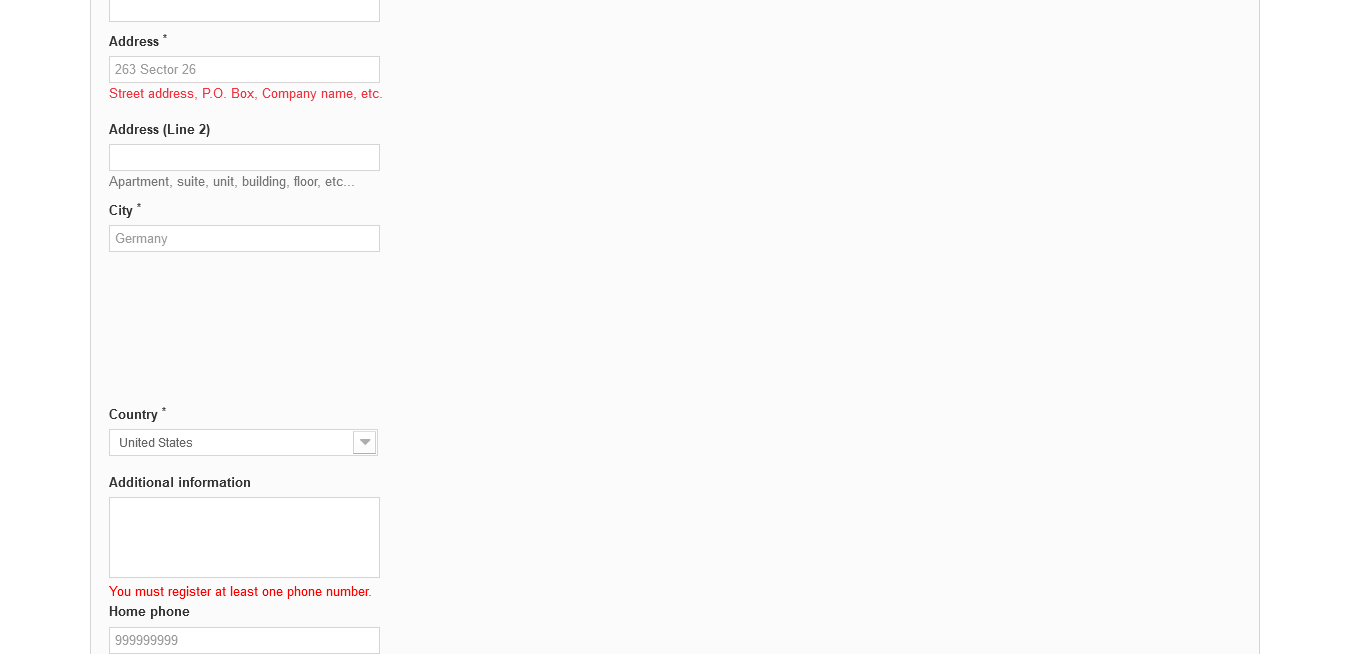 Address *
263 Sector 26
Street address, P.O. Box, Company name, etc.
Address (Line 2)
Apartment, suite, unit, building, floor, etc...
City *
Germany
Country *
United States
Additional information
You must register at least one phone number.
Home phone
999999999